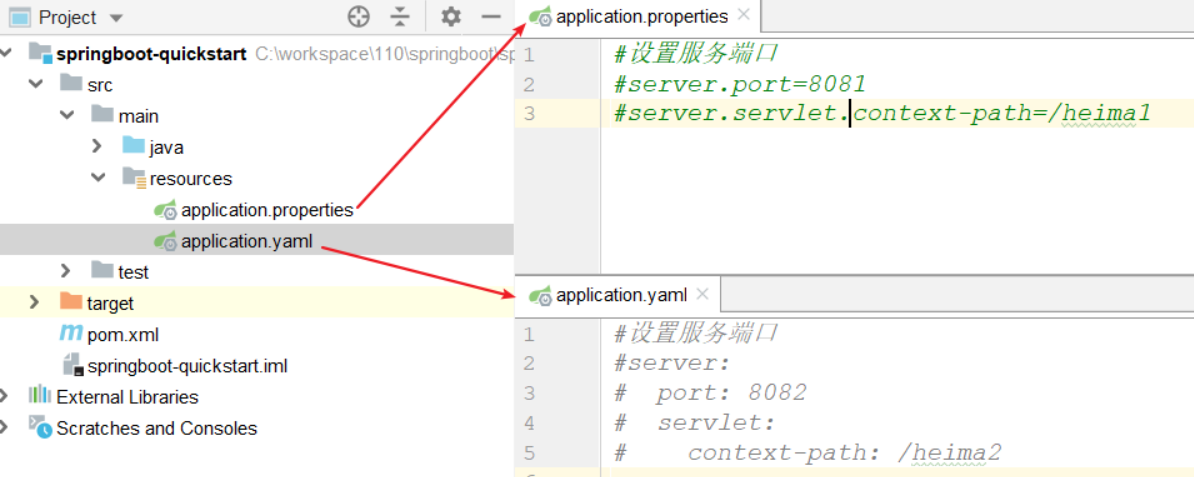 Project
springboot-quickstart C:\workspace\110\springboot\sp
src
main
java
resources
application.properties
application.yaml
test
target
pom.xml
springboot-quickstart.iml
External Libraries
Scratches and Consoles
application.properties
1 #设置服务端口
2 #server.port=8081
3 #server.servlet.context-path=/heima1
application.yaml
1 #设置服务端口
2 #server:
3 #  port: 8082
4 #  servlet:
5 #    context-path: /heima2